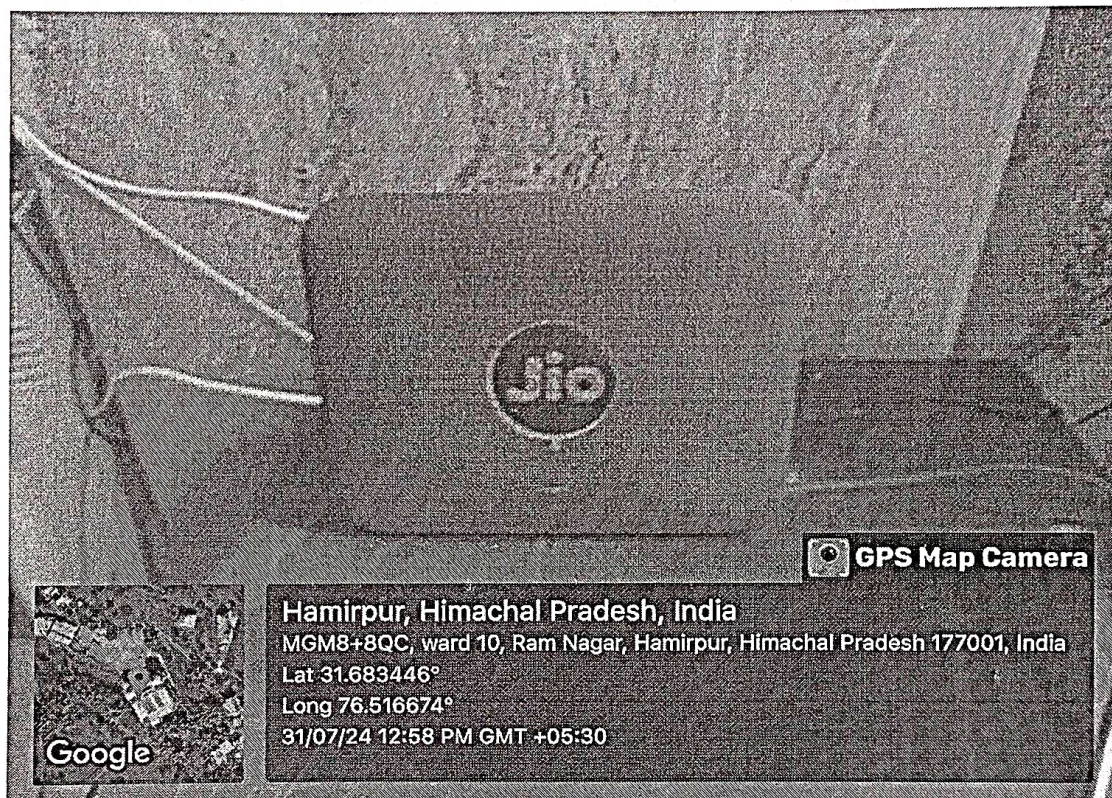 Jio
GPS Map Camera
Hamirpur, Himachal Pradesh, India
MGM8+8QC, ward 10, Ram Nagar, Hamirpur, Himachal Pradesh 177001, India
Lat 31.683446°
Long 76.516674°
31/07/24 12:58 PM GMT +05:30
Google